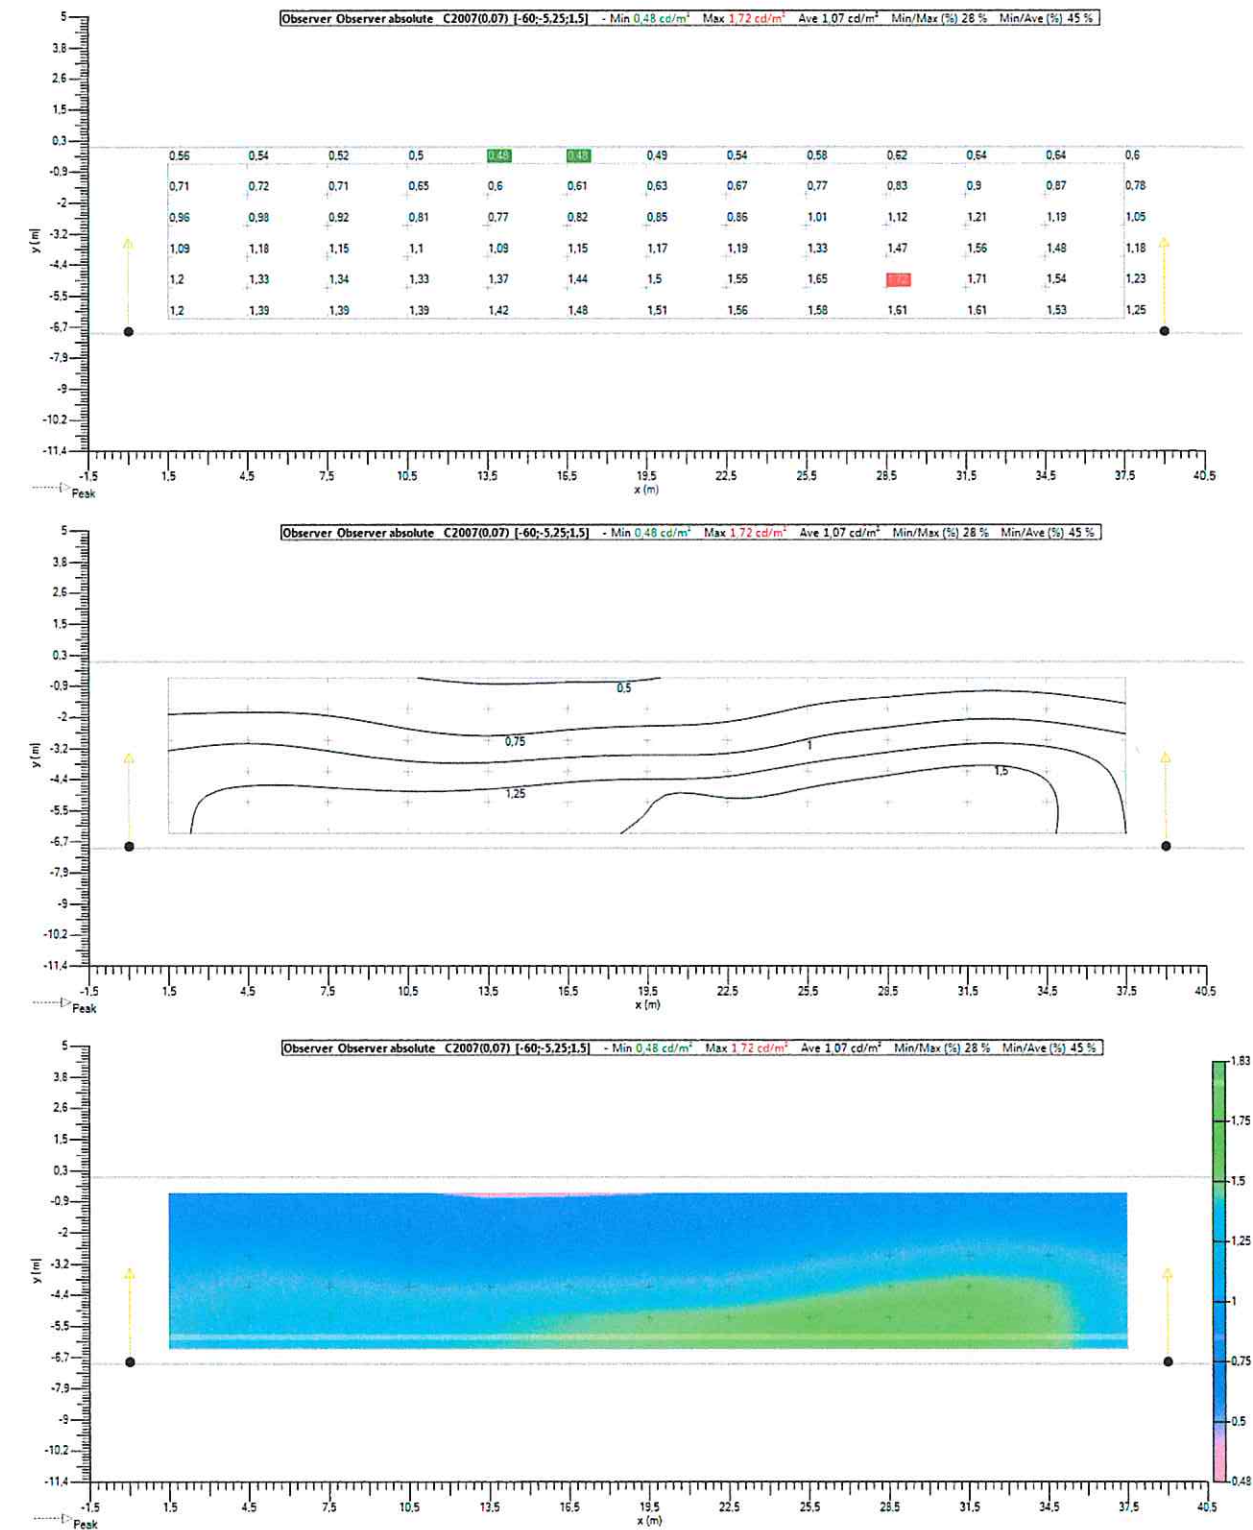 Observer Observer absolute C2007(0,07) [-60;-5,25;1,5] - Min 0,48 cd/m² Max 1,72 cd/m² Ave 1,07 cd/m² Min/Max (%) 28 % Min/Ave (%) 45 %
5
3.8
2.6
1.5
0.3
0,56 0,54 0,52 0,5 0,48 0,48 0,49 0,54 0,58 0,62 0,64 0,64 0,6
-0.9
0,71 0,72 0,71 0,65 0,6 0,61 0,63 0,67 0,77 0,83 0,9 0,87 0,78
-2
0,96 0,98 0,92 0,81 0,77 0,82 0,85 0,86 1,01 1,12 1,21 1,19 1,05
-3.2
y (m)
1,09 1,18 1,15 1,1 1,09 1,15 1,17 1,19 1,33 1,47 1,56 1,48 1,18
-4.4
1,2 1,33 1,34 1,33 1,37 1,44 1,5 1,55 1,65 1,72 1,71 1,54 1,23
-5.5
1,2 1,39 1,39 1,39 1,42 1,48 1,51 1,56 1,58 1,61 1,61 1,53 1,25
-6.7
-7.9
-9
-10.2
-11.4
-1.5 1.5 4.5 7.5 10.5 13.5 16.5 19.5 22.5 25.5 28.5 31.5 34.5 37.5 40.5
Peak
x (m)
Observer Observer absolute C2007(0,07) [-60;-5,25;1,5] - Min 0,48 cd/m² Max 1,72 cd/m² Ave 1,07 cd/m² Min/Max (%) 28 % Min/Ave (%) 45 %
5
3.8
2.6
1.5
0.3
-0.9
0,5
-2
0,75
1
-3.2
y (m)
1,5
-4.4
1,25
-5.5
-6.7
-7.9
-9
-10.2
-11.4
-1.5 1.5 4.5 7.5 10.5 13.5 16.5 19.5 22.5 25.5 28.5 31.5 34.5 37.5 40.5
Peak
x (m)
Observer Observer absolute C2007(0,07) [-60;-5,25;1,5] - Min 0,48 cd/m² Max 1,72 cd/m² Ave 1,07 cd/m² Min/Max (%) 28 % Min/Ave (%) 45 %
5
3.8
2.6
1.5
0.3
-0.9
-2
-3.2
y (m)
-4.4
-5.5
-6.7
-7.9
-9
-10.2
-11.4
1,83
1,75
1,5
1,25
1
0,75
0,5
0,48
-1.5 1.5 4.5 7.5 10.5 13.5 16.5 19.5 22.5 25.5 28.5 31.5 34.5 37.5 40.5
Peak
x (m)